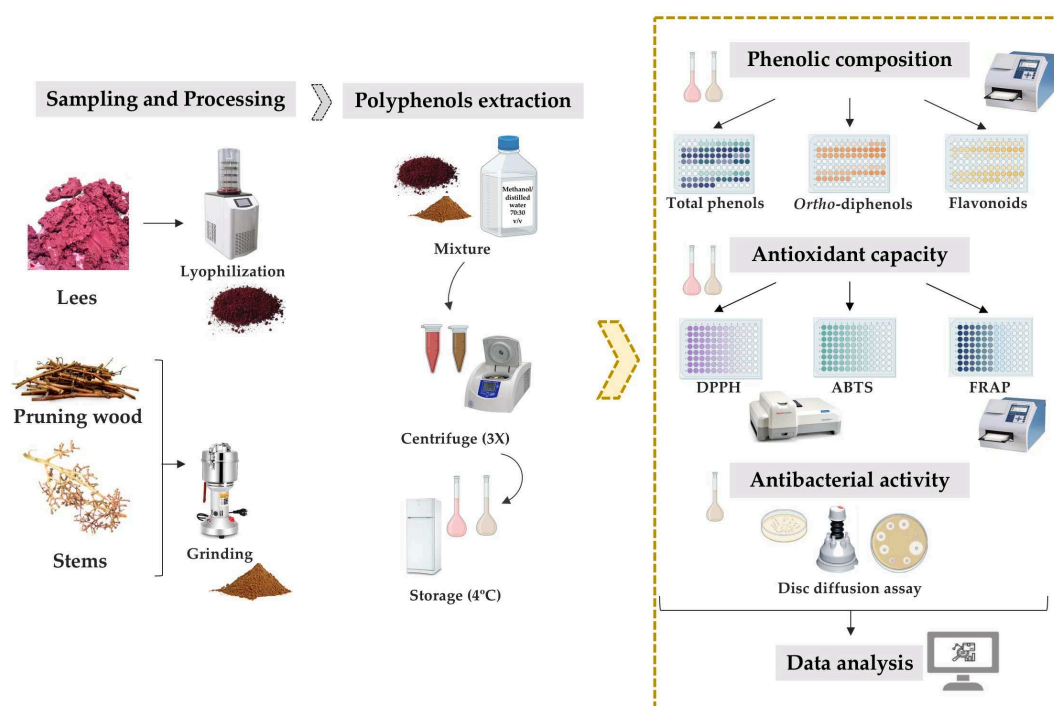 Sampling and Processing
Lees
Lyophilization
Pruning wood
Stems
Grinding
Polyphenols extraction
Methanol/
distilled
water
70:30
v/v
Mixture
Centrifuge (3X)
Storage (4ºC)
Phenolic composition
Total phenols
Ortho-diphenols
Flavonoids
Antioxidant capacity
DPPH
ABTS
FRAP
Antibacterial activity
Disc diffusion assay
Data analysis